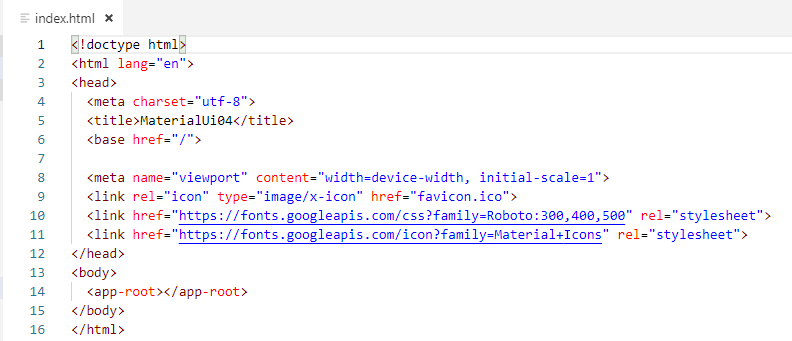 index.html ×
1 <!doctype html>
2 <html lang="en">
3 <head>
4   <meta charset="utf-8">
5   <title>MaterialUi04</title>
6   <base href="/">
7
8   <meta name="viewport" content="width=device-width, initial-scale=1">
9   <link rel="icon" type="image/x-icon" href="favicon.ico">
10   <link href="https://fonts.googleapis.com/css?family=Roboto:300,400,500" rel="stylesheet">
11   <link href="https://fonts.googleapis.com/icon?family=Material+Icons" rel="stylesheet">
12 </head>
13 <body>
14   <app-root></app-root>
15 </body>
16 </html>